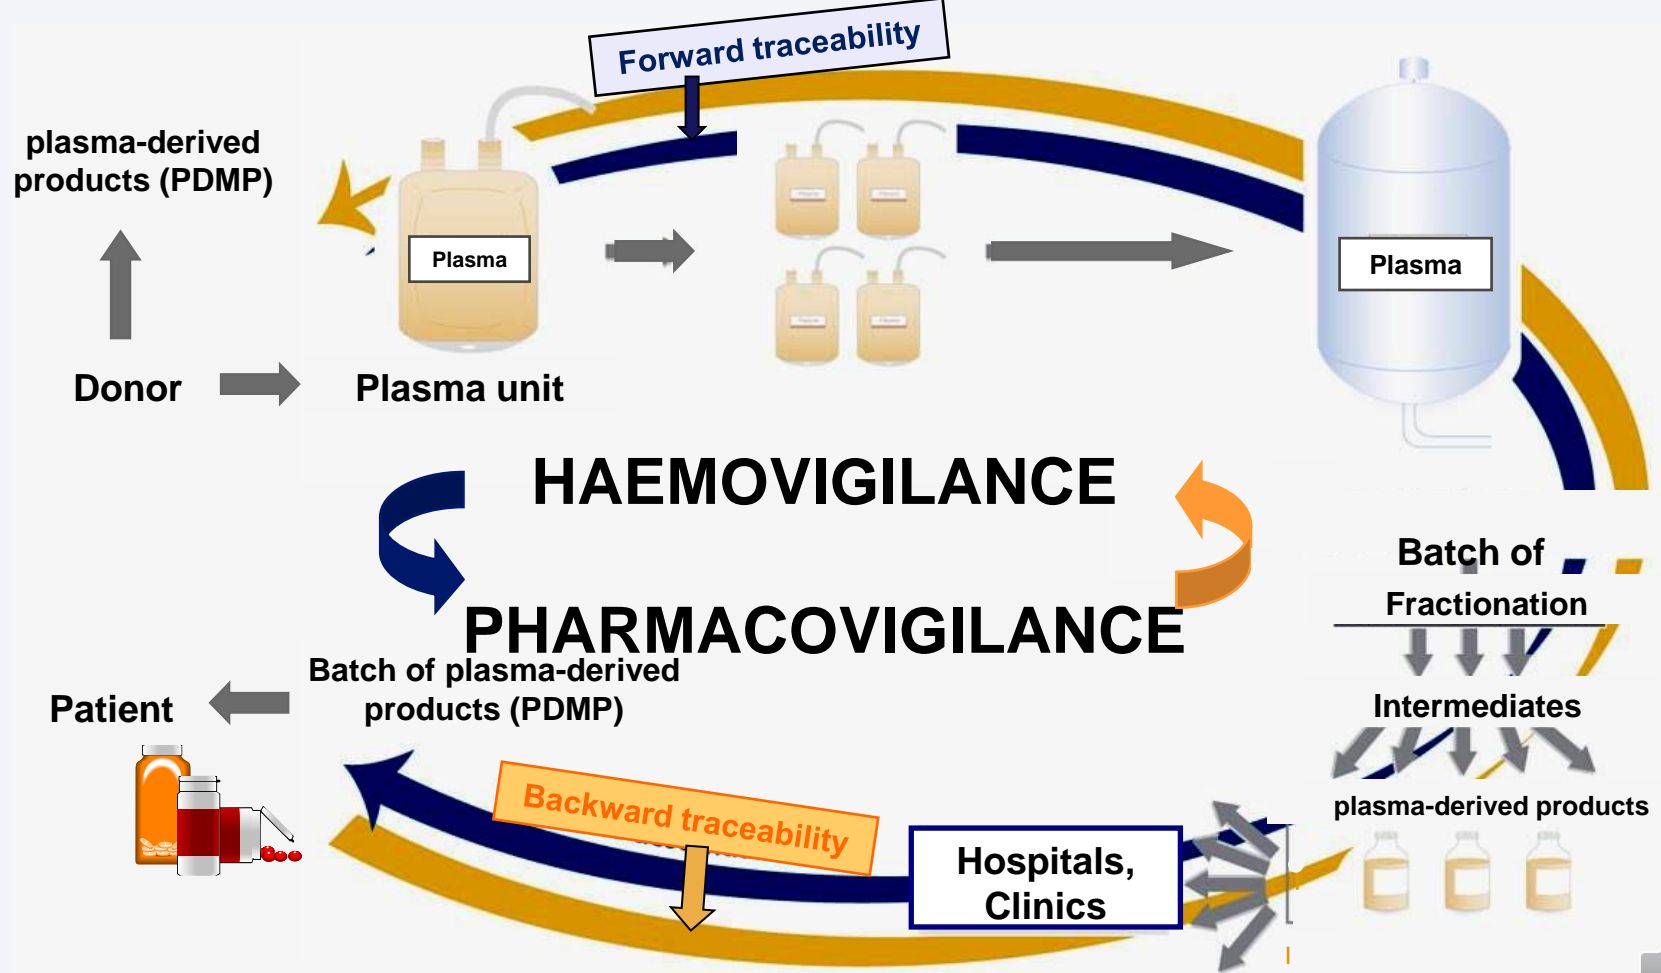 Forward traceability
plasma-derived
products (PDMP)
Plasma
Plasma
Donor
Plasma unit
HAEMOVIGILANCE
PHARMACOVIGILANCE
Batch of
Fractionation
Intermediates
plasma-derived products
Batch of plasma-derived
products (PDMP)
Patient
Backward traceability
Hospitals,
Clinics